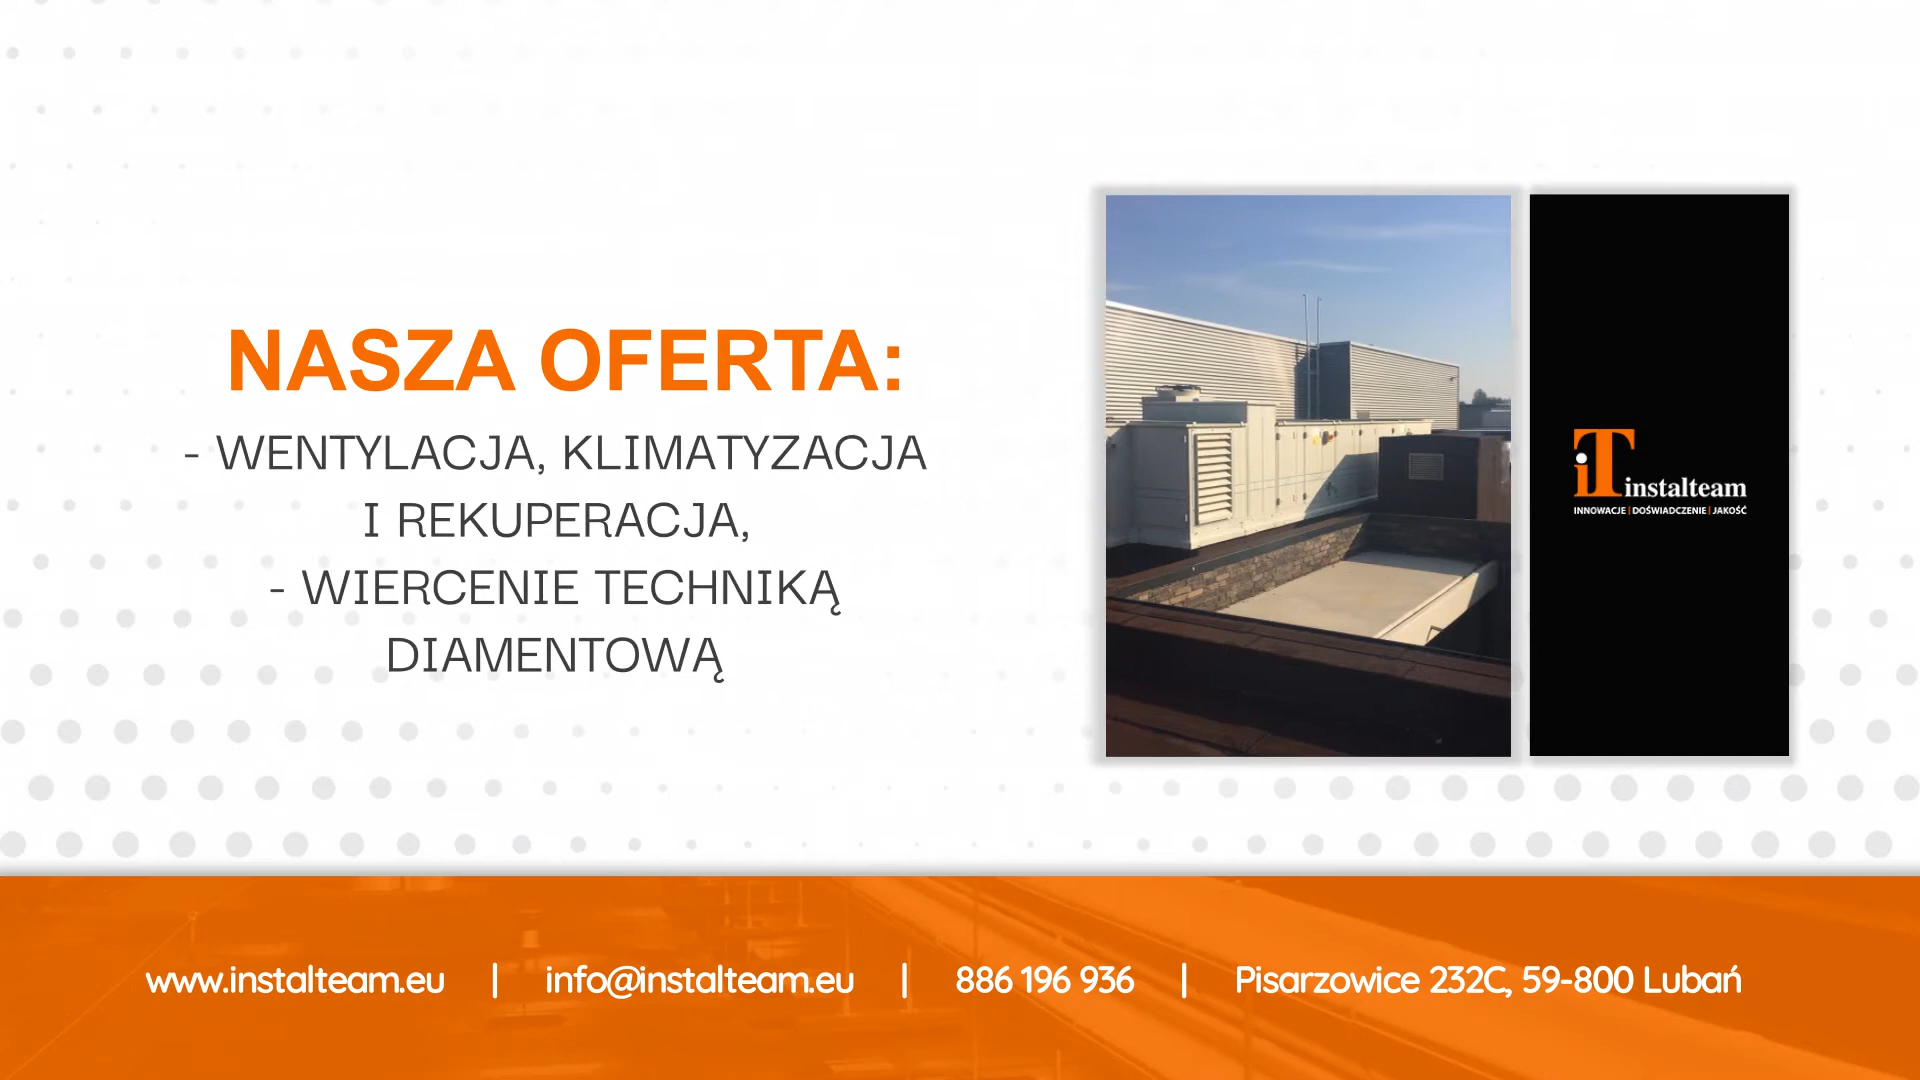 NASZA OFERTA:
- WENTYLACJA, KLIMATYZACJA
I REKUPERACJA,
- WIERCENIE TECHNIKĄ
DIAMENTOWĄ
iT instalteam
INNOWACJE | DOŚWIADCZENIE | JAKOŚĆ
www.instalteam.eu | info@instalteam.eu | 886 196 936 | Pisarzowice 232C, 59-800 Lubań